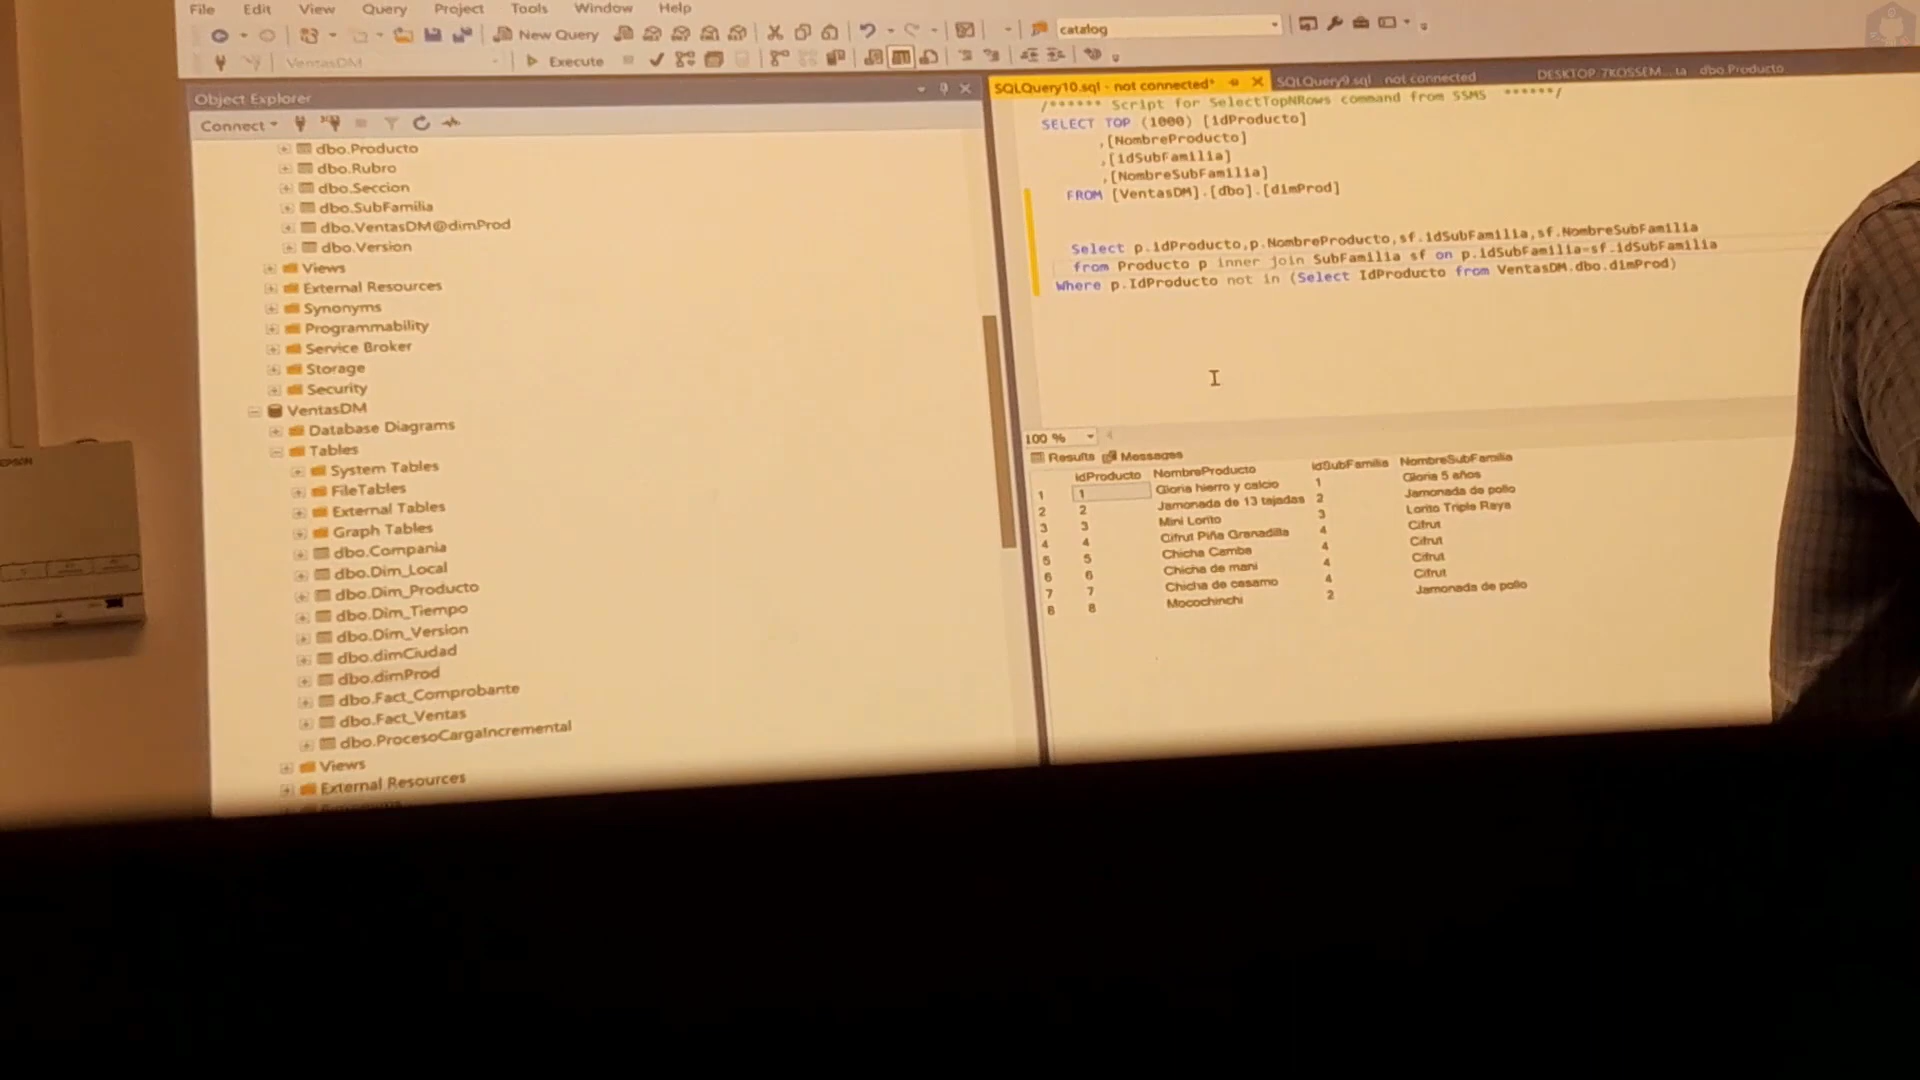 File Edit View Query Project Tools Window Help
New Query catalog
VentasDM Execute
Object Explorer
Connect
dbo.Producto
dbo.Rubro
dbo.Seccion
dbo.SubFamilia
dbo.VentasDM@dimProd
dbo.Version
Views
External Resources
Synonyms
Programmability
Service Broker
Storage
Security
VentasDM
Database Diagrams
Tables
System Tables
FileTables
External Tables
Graph Tables
dbo.Compania
dbo.Dim_Local
dbo.Dim_Producto
dbo.Dim_Tiempo
dbo.Dim_Version
dbo.dimCiudad
dbo.dimProd
dbo.Fact_Comprobante
dbo.Fact_Ventas
dbo.ProcesoCargaIncremental
Views
External Resources
SQLQuery10.sql - not connected* SQLQuery9.sql not connected DESKTOP-7KOSSEM... ta dbo.Producto
/****** Script for SelectTopNRows command from SSMS ******/
SELECT TOP (1000) [idProducto]
,[NombreProducto]
,[idSubFamilia]
,[NombreSubFamilia]
FROM [VentasDM].[dbo].[dimProd]
Select p.idProducto,p.NombreProducto,sf.idSubFamilia,sf.NombreSubFamilia
from Producto p inner join SubFamilia sf on p.idSubFamilia=sf.idSubFamilia
Where p.IdProducto not in (Select IdProducto from VentasDM.dbo.dimProd)
100 %
Results Messages
idProducto NombreProducto idSubFamilia NombreSubFamilia
1 1 Gloria hierro y calcio 1 Gloria 5 años
2 2 Jamonada de 13 tajadas 2 Jamonada de pollo
3 3 Mini Lorito 3 Lorito Triple Raya
4 4 Cifrut Piña Granadilla 4 Cifrut
5 5 Chicha Camba 4 Cifrut
6 6 Chicha de mani 4 Cifrut
7 7 Chicha de casamo 4 Cifrut
8 8 Mocochinchi 2 Jamonada de pollo
EPSON